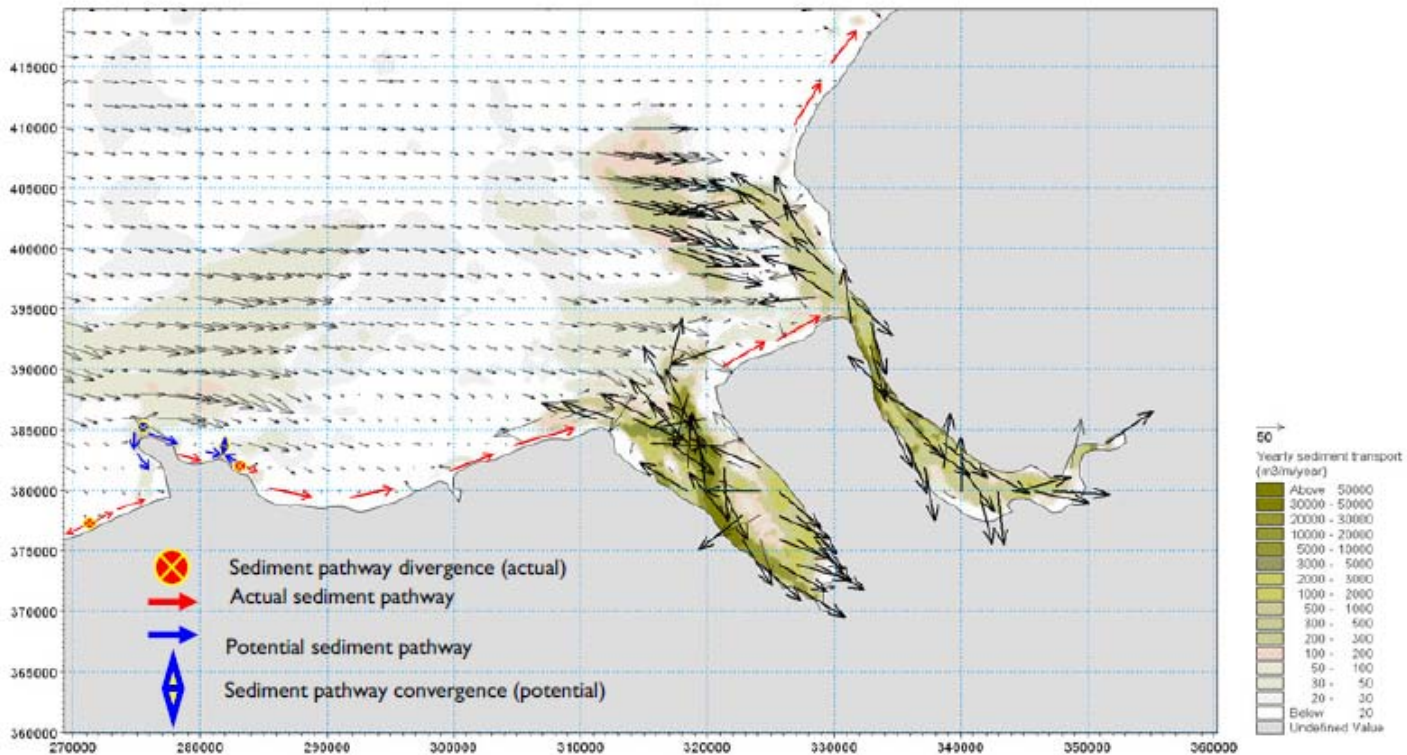 415000
410000
405000
400000
395000
390000
385000
380000
375000
370000
365000
360000
270000 280000 290000 300000 310000 320000 330000 340000 350000 360000
Sediment pathway divergence (actual)
Actual sediment pathway
Potential sediment pathway
Sediment pathway convergence (potential)
50
Yearly sediment transport
(m3/m/year)
Above 50000
30000 - 50000
20000 - 30000
10000 - 20000
5000 - 10000
3000 - 5000
2000 - 3000
1000 - 2000
500 - 1000
300 - 500
200 - 300
100 - 200
50 - 100
30 - 50
20 - 30
Below 20
Undefined Value